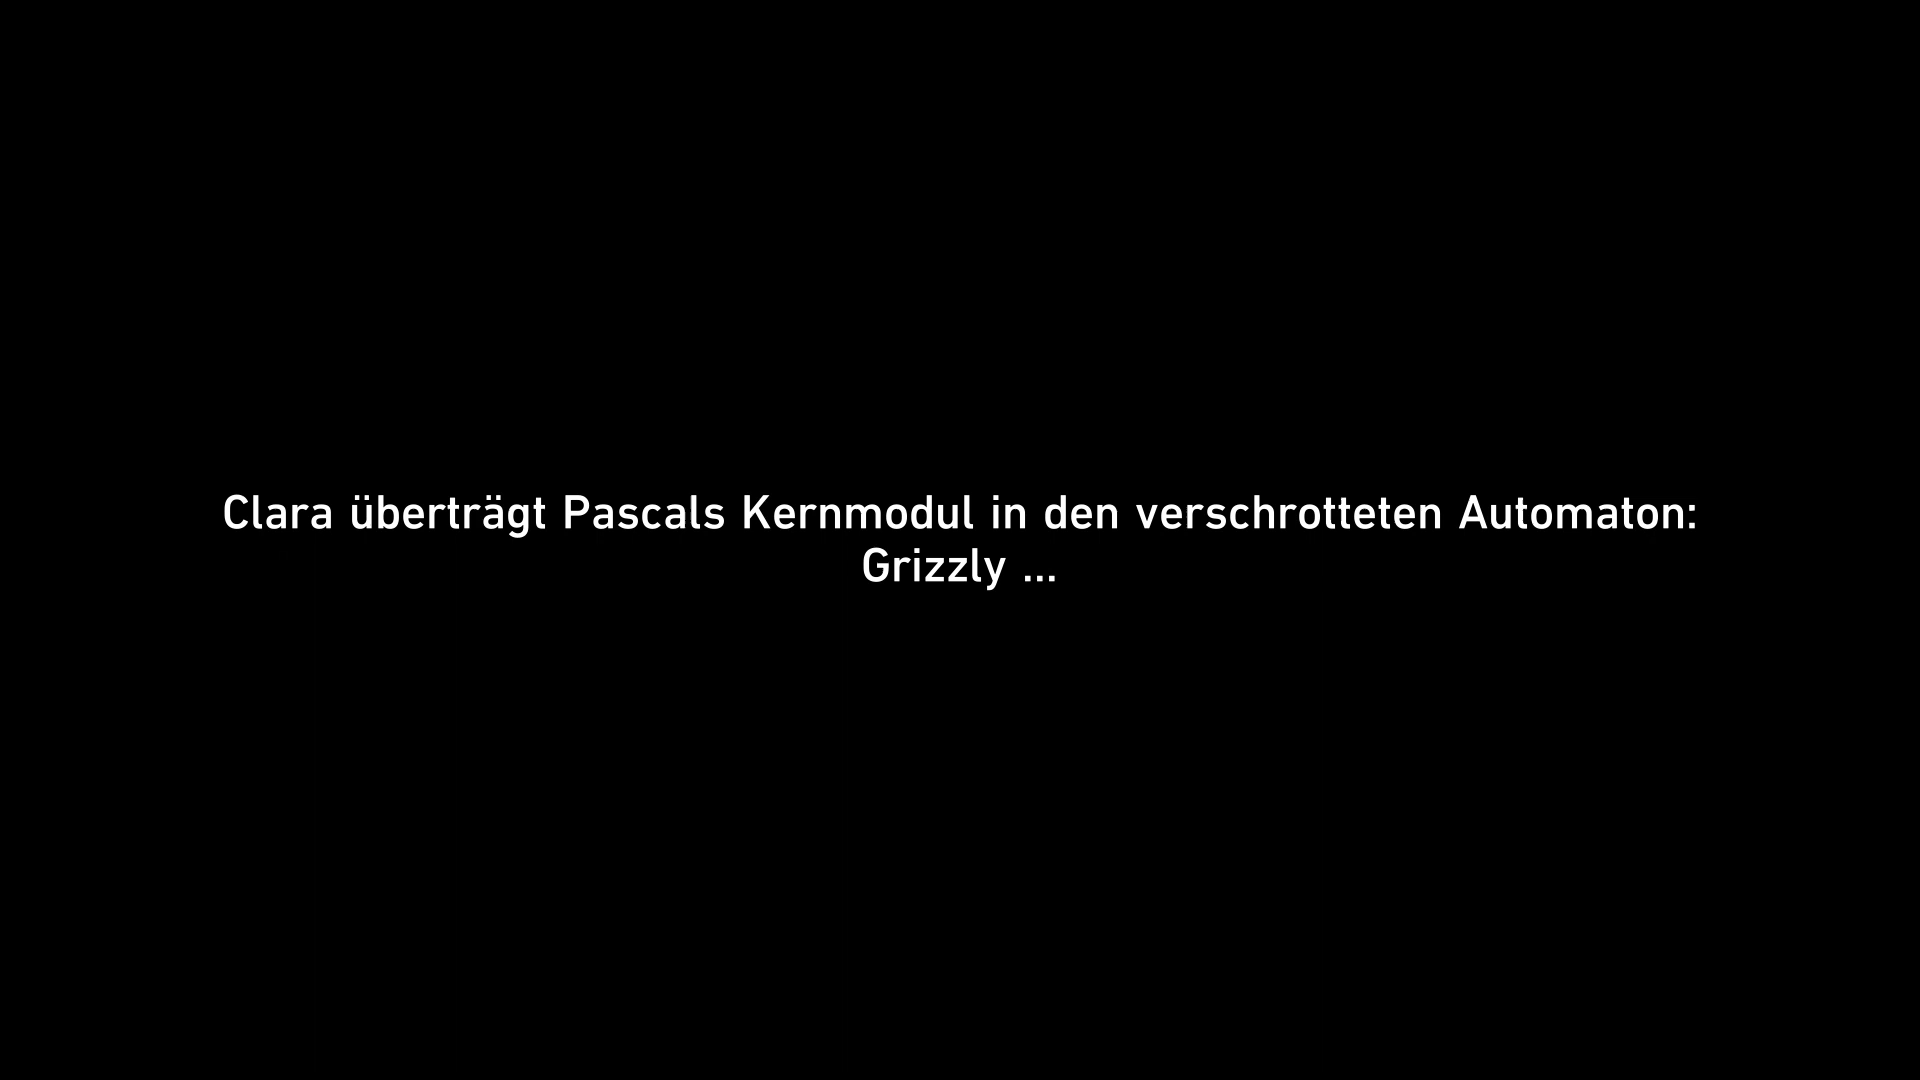 Clara überträgt Pascals Kernmodul in den verschrotteten Automaton:
Grizzly ...